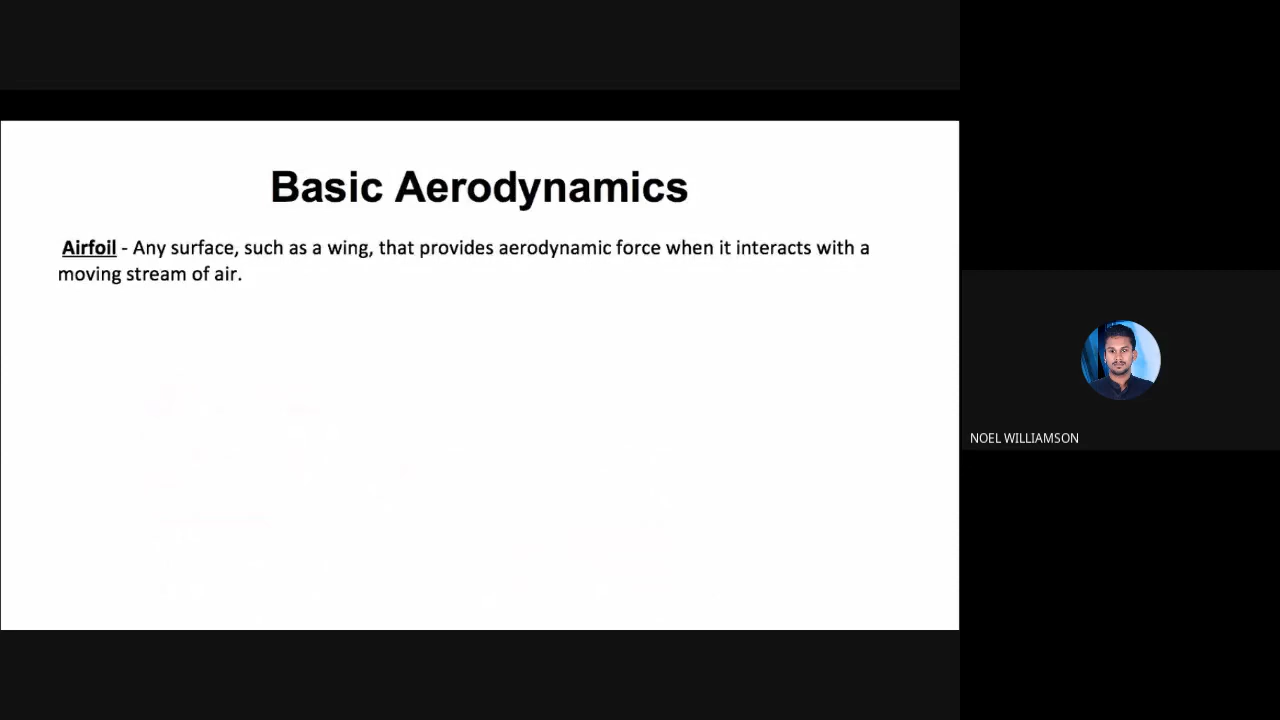 Basic Aerodynamics
Airfoil - Any surface, such as a wing, that provides aerodynamic force when it interacts with a
moving stream of air.
NOEL WILLIAMSON